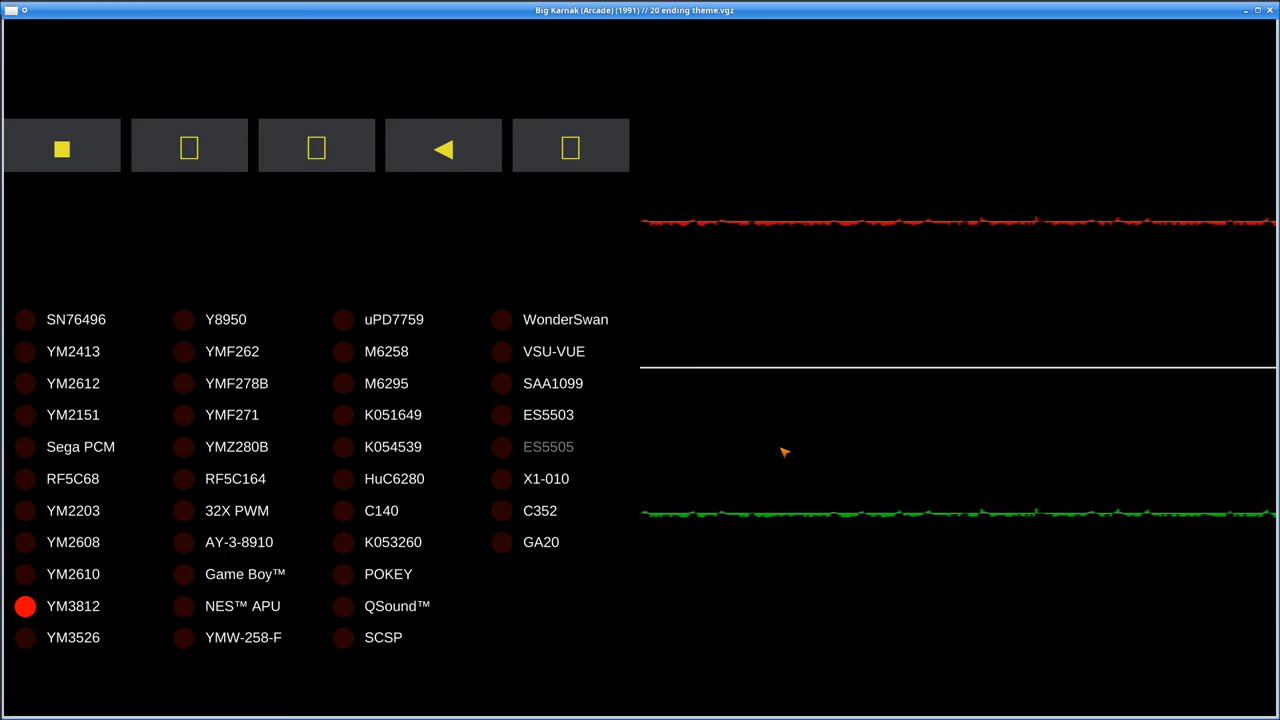 Big Karnak (Arcade) (1991) // 20 ending theme.vgz
SN76496 Y8950 uPD7759 WonderSwan
YM2413 YMF262 M6258 VSU-VUE
YM2612 YMF278B M6295 SAA1099
YM2151 YMF271 K051649 ES5503
Sega PCM YMZ280B K054539 ES5505
RF5C68 RF5C164 HuC6280 X1-010
YM2203 32X PWM C140 C352
YM2608 AY-3-8910 K053260 GA20
YM2610 Game Boy™ POKEY
YM3812 NES™ APU QSound™
YM3526 YMW-258-F SCSP